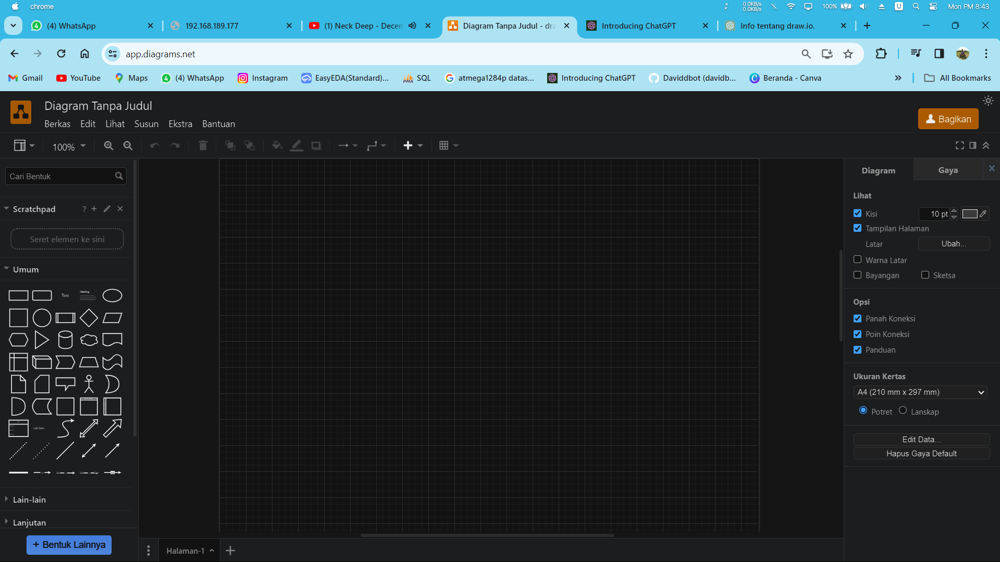 chrome
0.0KB/s
0.0KB/s
100%
U
Mon PM 8:43
(4) WhatsApp
192.168.189.177
(1) Neck Deep - Decem
Diagram Tanpa Judul - dra
Introducing ChatGPT
Info tentang draw.io.
app.diagrams.net
Gmail
YouTube
Maps
(4) WhatsApp
Instagram
EasyEDA(Standard)...
PMA
SQL
atmega1284p datas...
Introducing ChatGPT
Daviddbot (davidb...
Beranda - Canva
All Bookmarks
Diagram Tanpa Judul
Berkas Edit Lihat Susun Ekstra Bantuan
Bagikan
100%
Cari Bentuk
Scratchpad
?
Seret elemen ke sini
Umum
Text
Heading
List Item
Lain-lain
Lanjutan
+ Bentuk Lainnya
Halaman-1
Diagram
Gaya
Lihat
Kisi
10 pt
Tampilan Halaman
Latar
Ubah...
Warna Latar
Bayangan
Sketsa
Opsi
Panah Koneksi
Poin Koneksi
Panduan
Ukuran Kertas
A4 (210 mm x 297 mm)
Potret
Lanskap
Edit Data...
Hapus Gaya Default